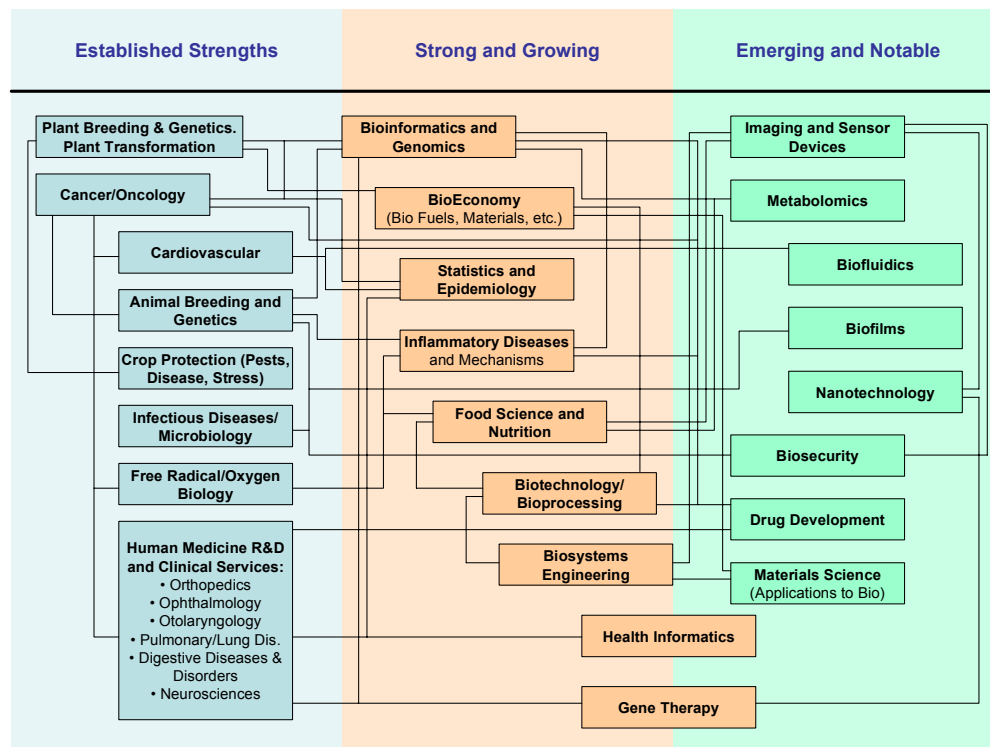 Established Strengths
Strong and Growing
Emerging and Notable
Plant Breeding & Genetics.
Plant Transformation
Cancer/Oncology
Cardiovascular
Animal Breeding and
Genetics
Crop Protection (Pests,
Disease, Stress)
Infectious Diseases/
Microbiology
Free Radical/Oxygen
Biology
Human Medicine R&D
and Clinical Services:
• Orthopedics
• Ophthalmology
• Otolaryngology
• Pulmonary/Lung Dis.
• Digestive Diseases &
Disorders
• Neurosciences
Bioinformatics and
Genomics
BioEconomy
(Bio Fuels, Materials, etc.)
Statistics and
Epidemiology
Inflammatory Diseases
and Mechanisms
Food Science and
Nutrition
Biotechnology/
Bioprocessing
Biosystems
Engineering
Health Informatics
Gene Therapy
Imaging and Sensor
Devices
Metabolomics
Biofluidics
Biofilms
Nanotechnology
Biosecurity
Drug Development
Materials Science
(Applications to Bio)